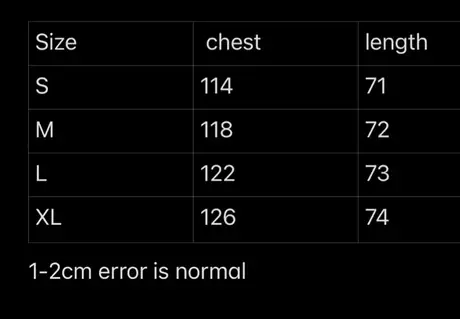 Size chest length
S 114 71
M 118 72
L 122 73
XL 126 74
1-2cm error is normal